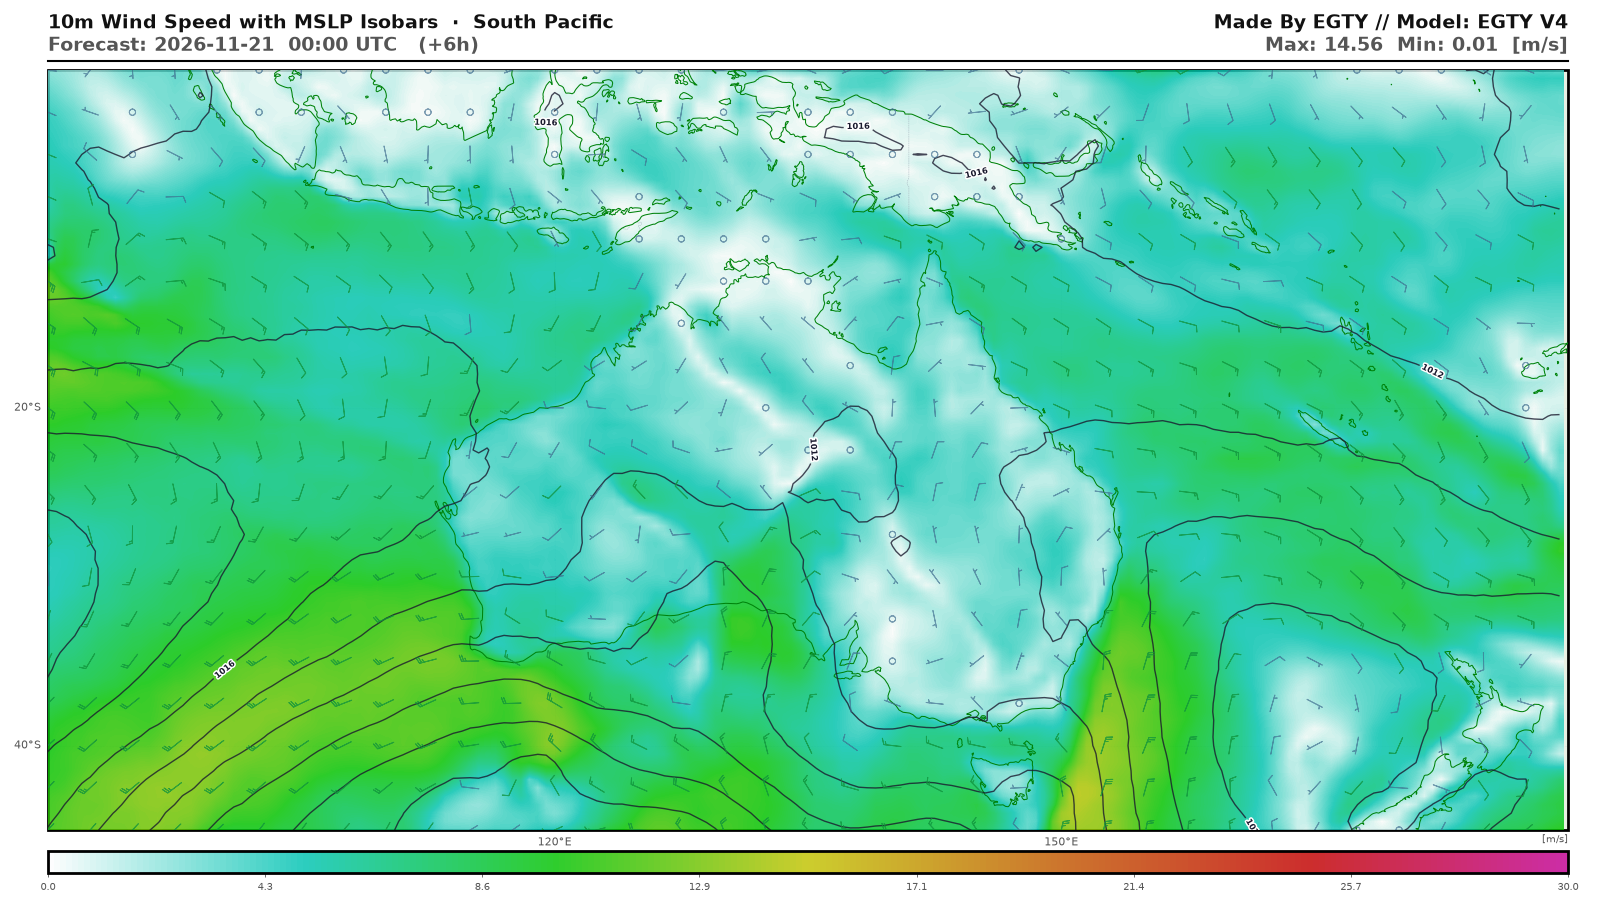 10m Wind Speed with MSLP Isobars · South Pacific
Made By EGTY // Model: EGTY V4
Forecast: 2026-11-21 00:00 UTC (+6h)
Max: 14.56 Min: 0.01 [m/s]
1016
1016
1016
1012
20°S
1012
1016
40°S
120°E
150°E
[m/s]
0.0
4.3
8.6
12.9
17.1
21.4
25.7
30.0